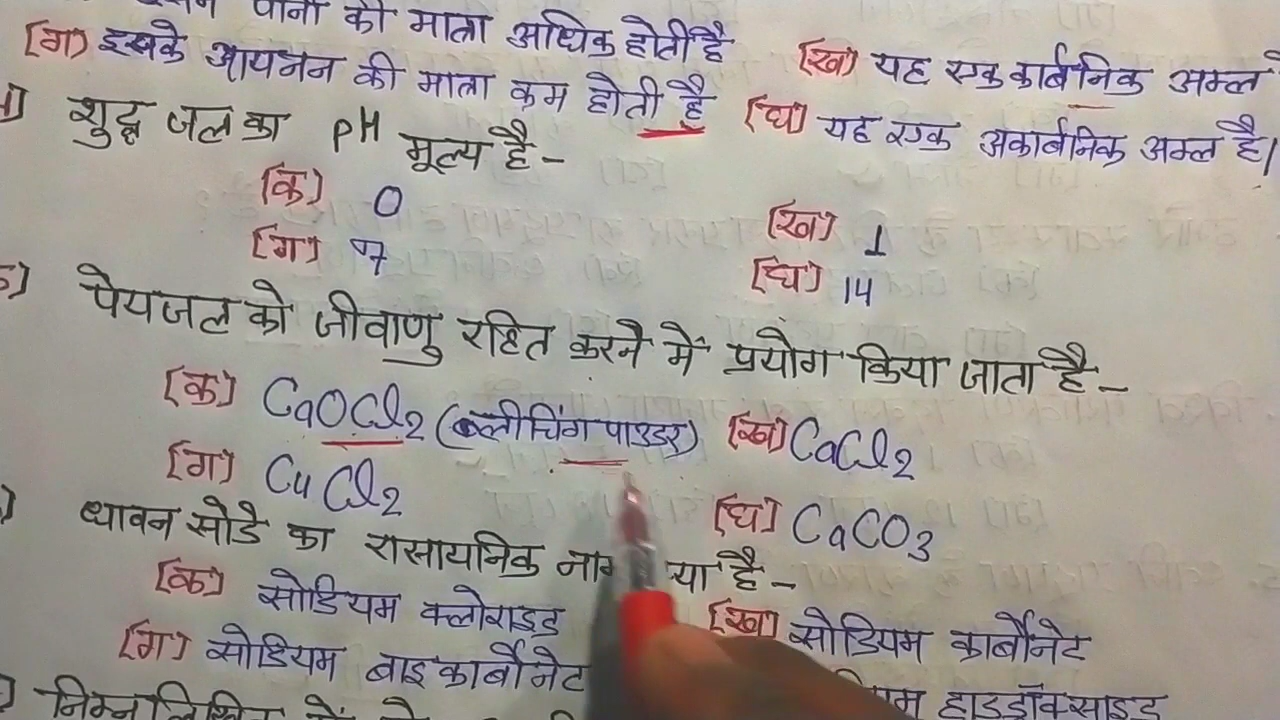 पानी की मात्रा अधिक होती है
(ख) यह एक कार्बनिक अम्ल
(ग) इसके आयनन की मात्रा कम होती है
(घ) यह एक अकार्बनिक अम्ल है।
शुद्ध जल का pH मूल्य है-
(क) 0
(ख) 1
(ग) 7
(घ) 14
पेयजल को जीवाणु रहित करने में प्रयोग किया जाता है-
(क) CaOCl2 (ब्लीचिंग पाउडर)
(ख) CaCl2
(ग) CuCl2
(घ) CaCO3
धावन सोडे का रासायनिक है-
(क) सोडियम क्लोराइड
(ख) सोडियम कार्बोनेट
(ग) सोडियम बाइकार्बोनेट
हाइड्रॉक्साइड
निम्नलिखित में